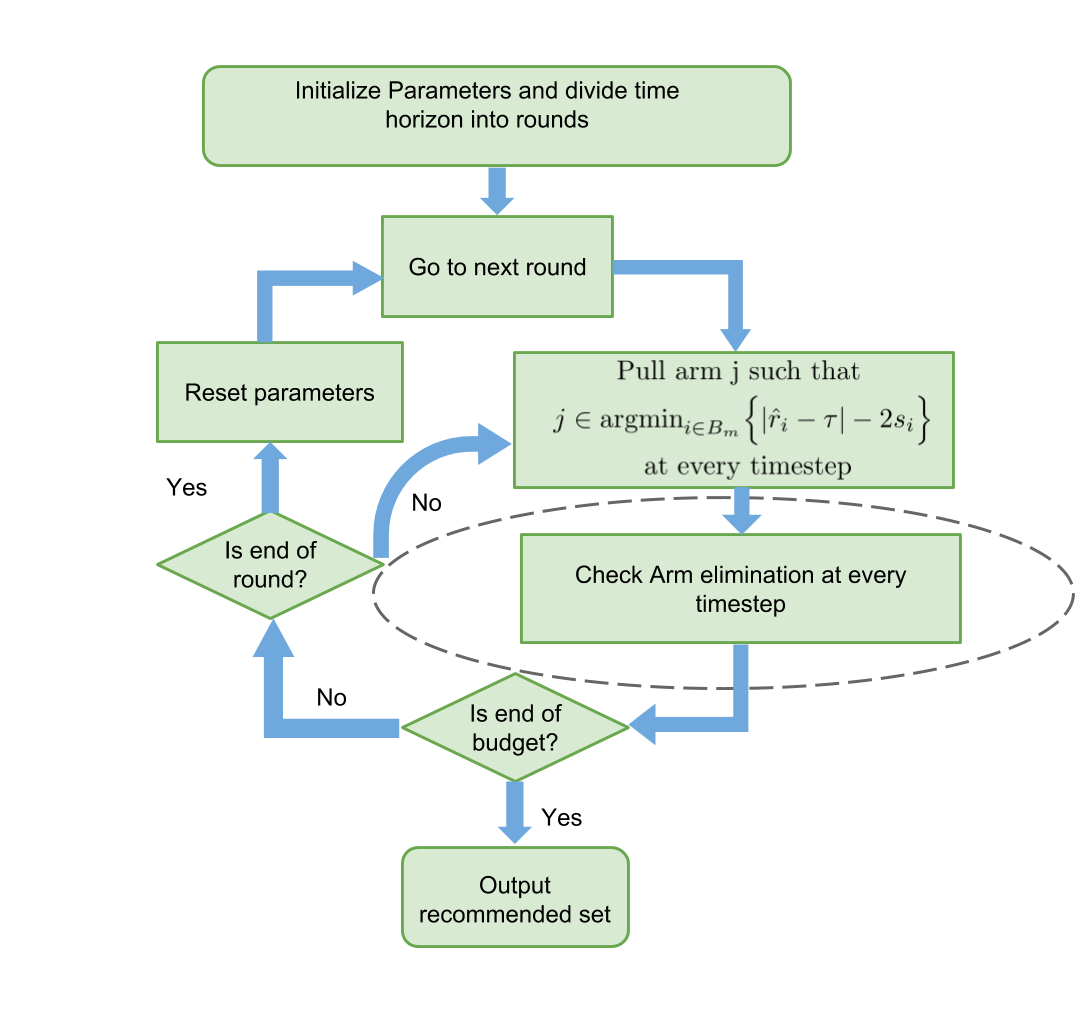 Initialize Parameters and divide time
horizon into rounds
Go to next round
Reset parameters
Pull arm j such that
$j \in \mathrm{argmin}_{i \in B_m} \left\{ |\hat{r}_i - \tau| - 2s_i \right\}$
at every timestep
Yes
No
Is end of
round?
Check Arm elimination at every
timestep
No
Is end of
budget?
Yes
Output
recommended set